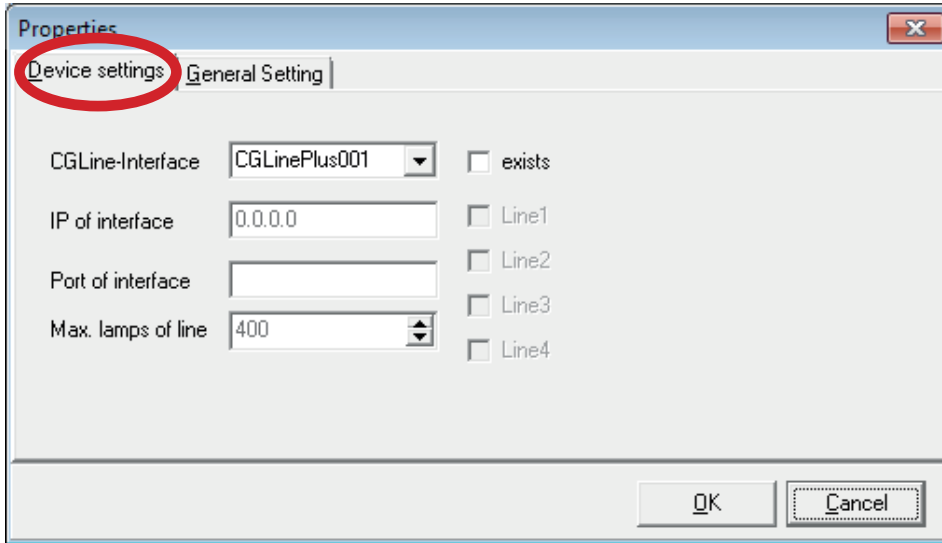 Properties
Device settings General Setting
CGLine-Interface CGLinePlus001 exists
IP of interface 0.0.0.0 Line1
Line2
Port of interface
Line3
Max. lamps of line 400
Line4
OK Cancel